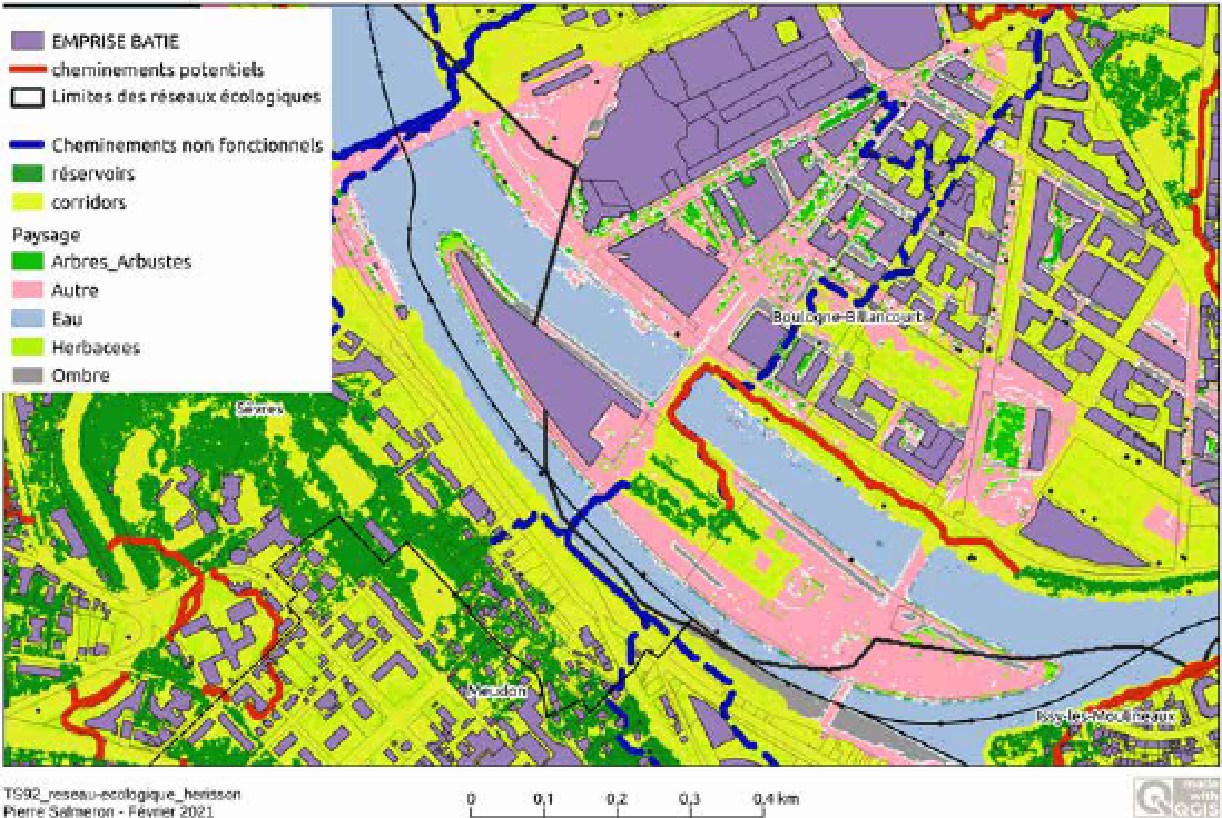 EMPRISE BATIE
cheminements potentiels
Limites des réseaux écologiques
Cheminements non fonctionnels
réservoirs
corridors
Paysage
Arbres_Arbustes
Autre
Eau
Herbacees
Ombre
Boulogne-Billancourt
Sèvres
Meudon
Issy-les-Moulineaux
TS92_reseau-ecologique_herisson
Pierre Salmeron - Février 2021
0 0,1 0,2 0,3 0,4 km
made
with
QGIS